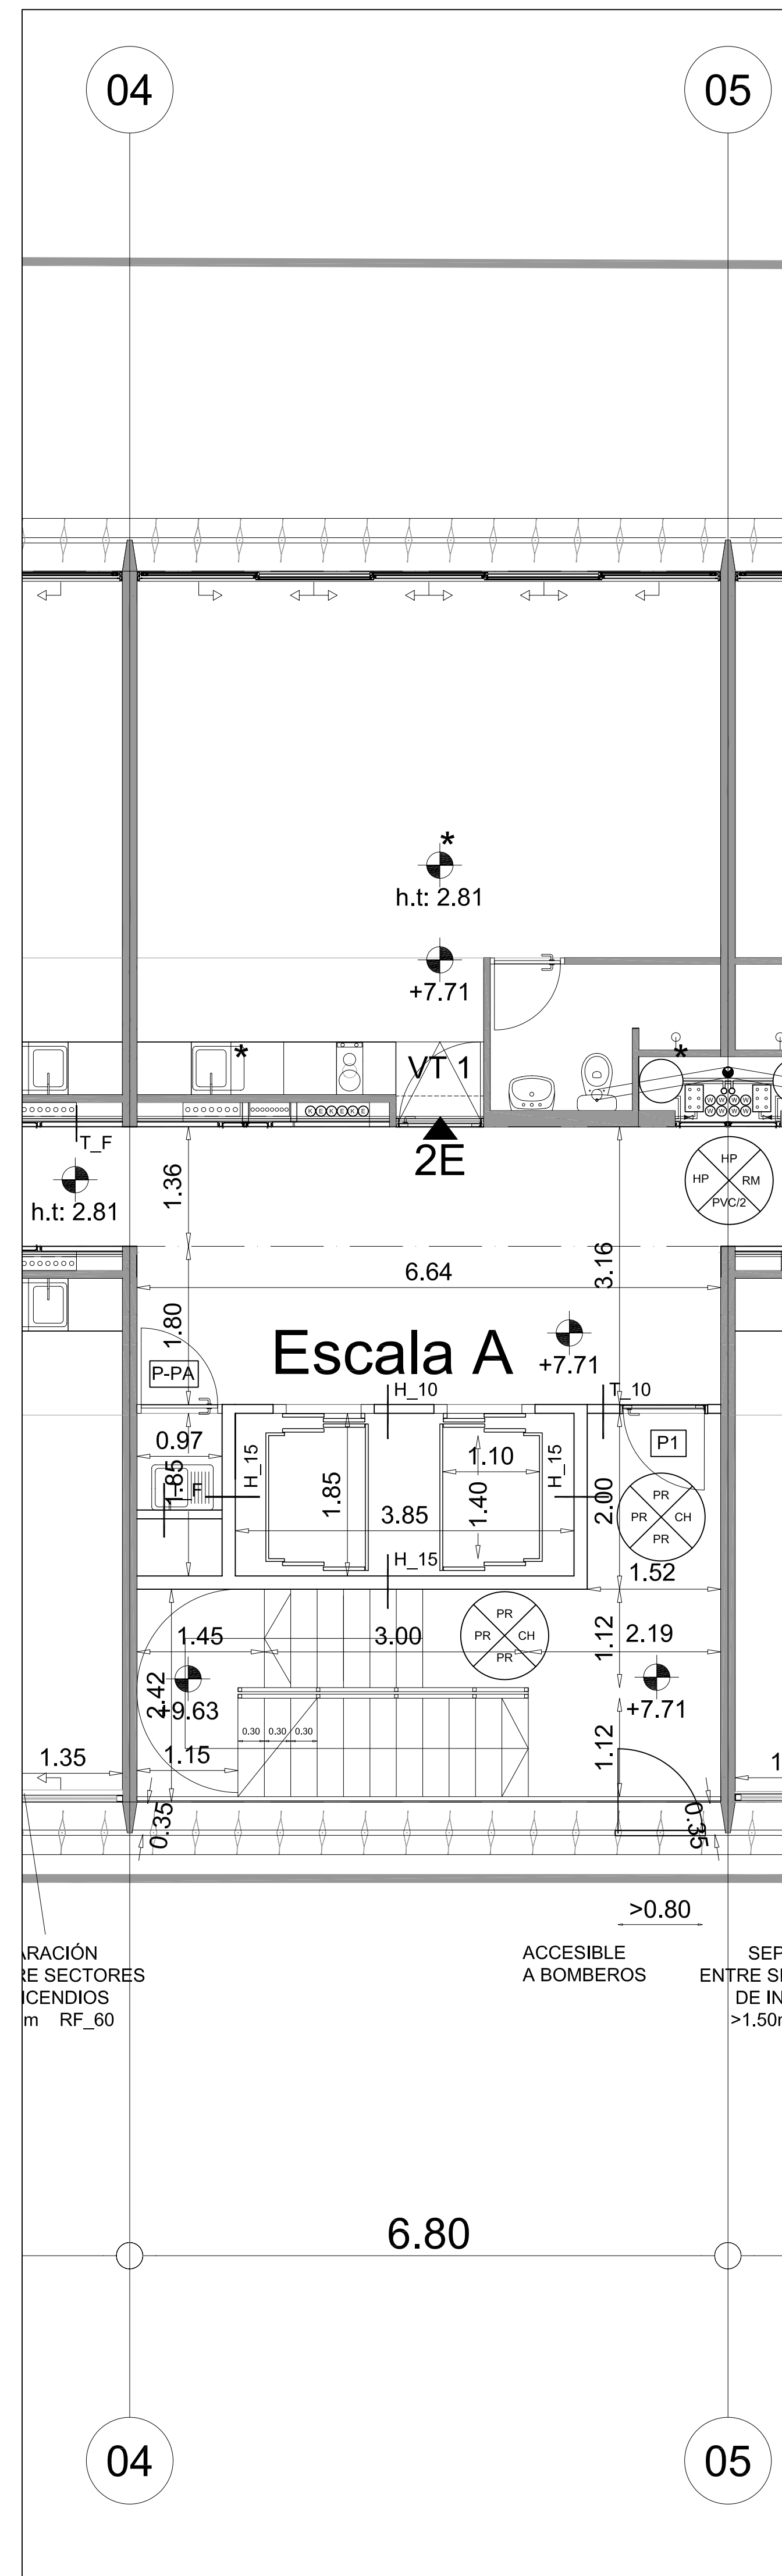 04
05
*
h.t: 2.81
+7.71
*
*
VT 1
K E K E K E
W W W W
W W W W
T_F
2E
HP
HP
RM
PVC/2
h.t: 2.81
1.36
3.16
6.64
1.80
Escala A
+7.71
P-PA
H_10
T_10
0.97
H_15
1.10
H_15
P1
1.85
_F
1.85
1.40
2.00
3.85
PR
PR
CH
PR
H_15
1.52
PR
PR
CH
PR
1.45
3.00
1.12
2.19
2.42
+9.63
+7.71
0.30
0.30
0.30
1.35
1.15
1.12
1
0.35
0.35
>0.80
ARACIÓN
RE SECTORES
ICENDIOS
m RF_60
ACCESIBLE
A BOMBEROS
SEP
ENTRE SE
DE IN
>1.50m
6.80
04
05